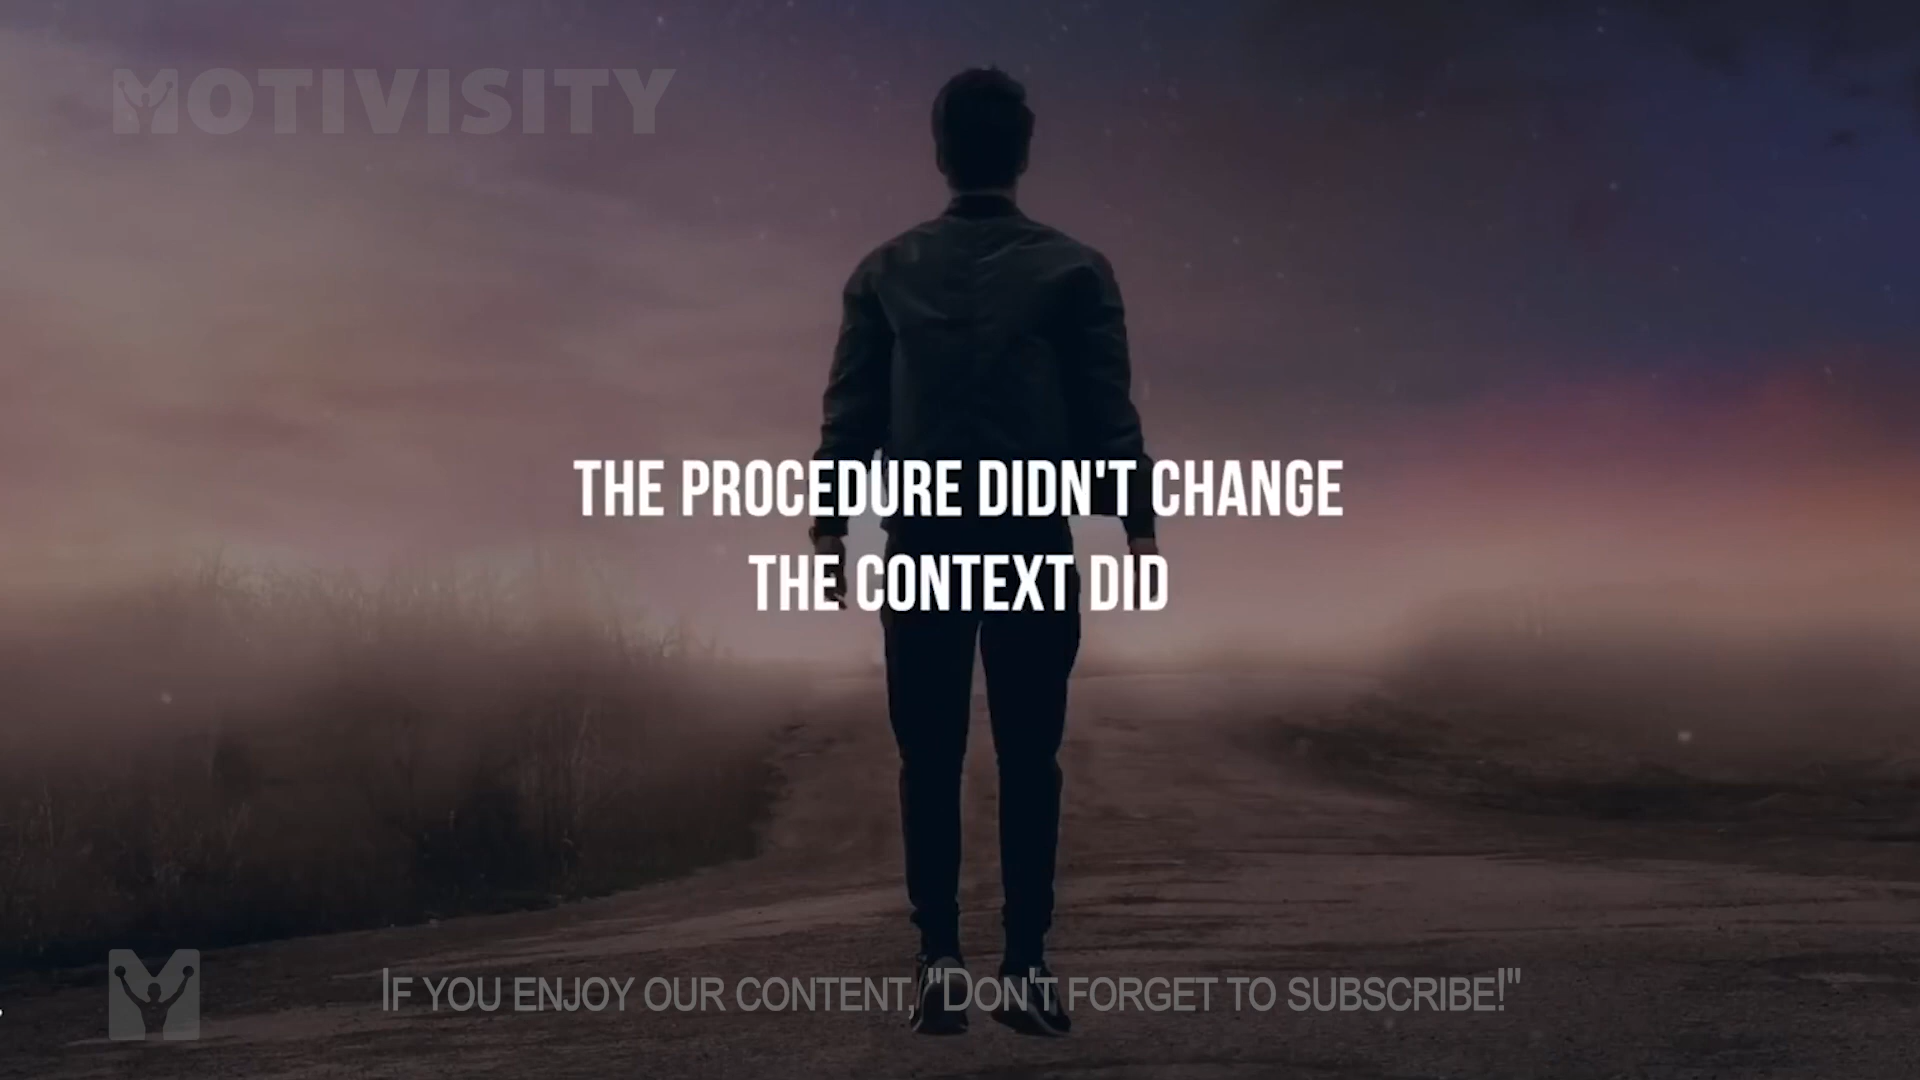 MOTIVISITY
THE PROCEDURE DIDN'T CHANGE
THE CONTEXT DID
IF YOU ENJOY OUR CONTENT, "DON'T FORGET TO SUBSCRIBE!"